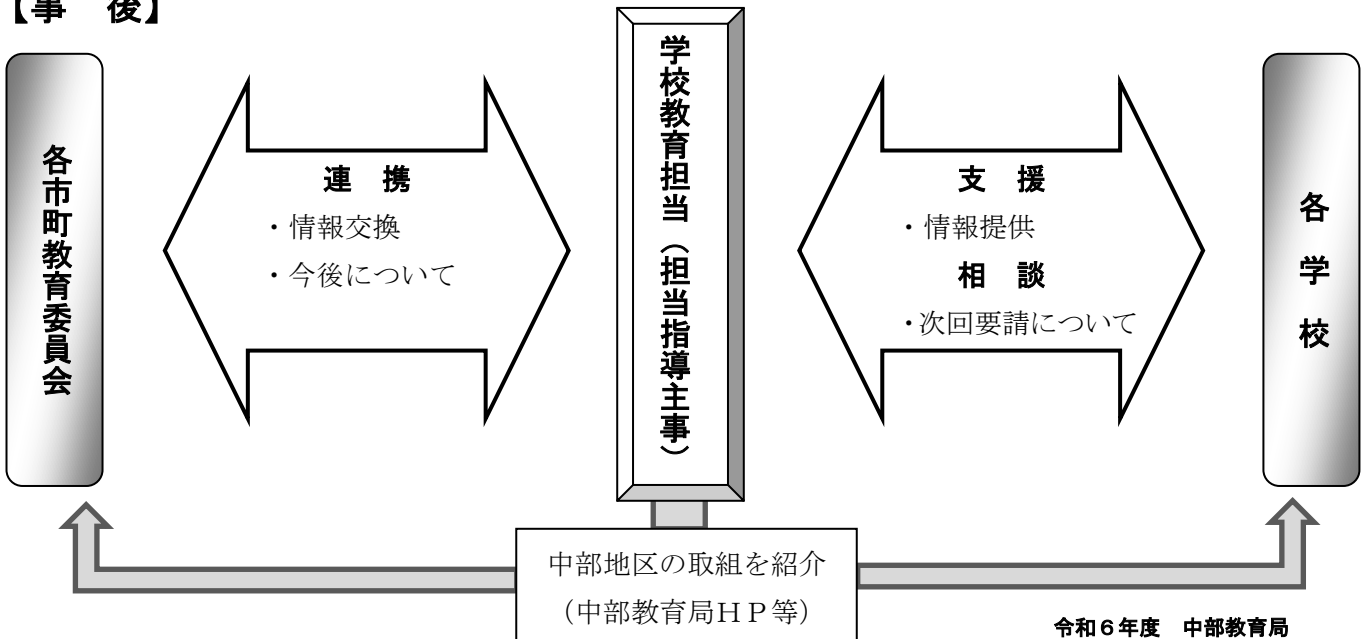 【事　後】
各市町教育委員会
連　携
・情報交換
・今後について
学校教育担当（担当指導主事）
支　援
・情報提供
相　談
・次回要請について
各　学　校
中部地区の取組を紹介
（中部教育局ＨＰ等）
令和６年度　中部教育局